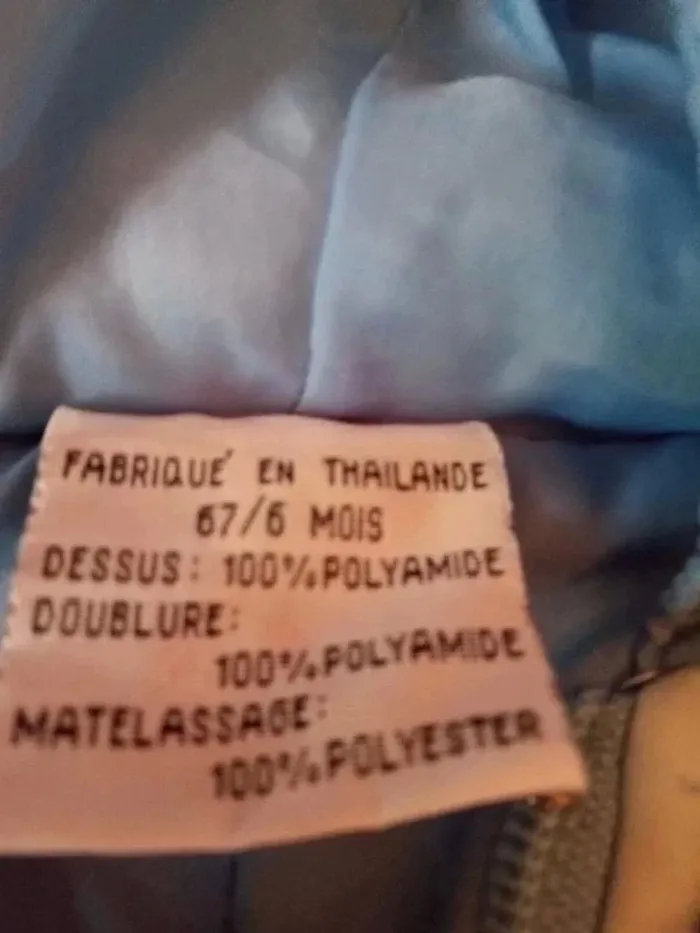 FABRIQUÉ EN THAILANDE
67/6 MOIS
DESSUS: 100% POLYAMIDE
DOUBLURE:
100% POLYAMIDE
MATELASSAGE:
100% POLYESTER